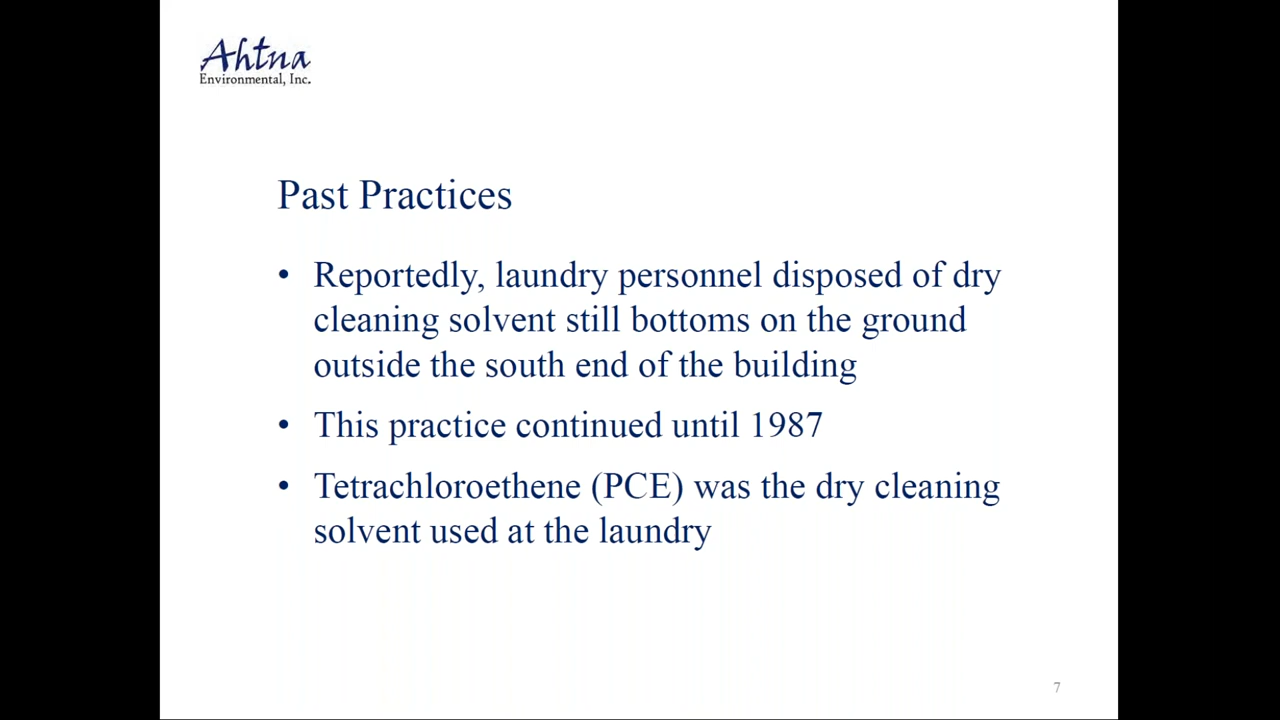 Ahtna
Environmental, Inc.
Past Practices
• Reportedly, laundry personnel disposed of dry
cleaning solvent still bottoms on the ground
outside the south end of the building
• This practice continued until 1987
• Tetrachloroethene (PCE) was the dry cleaning
solvent used at the laundry
7